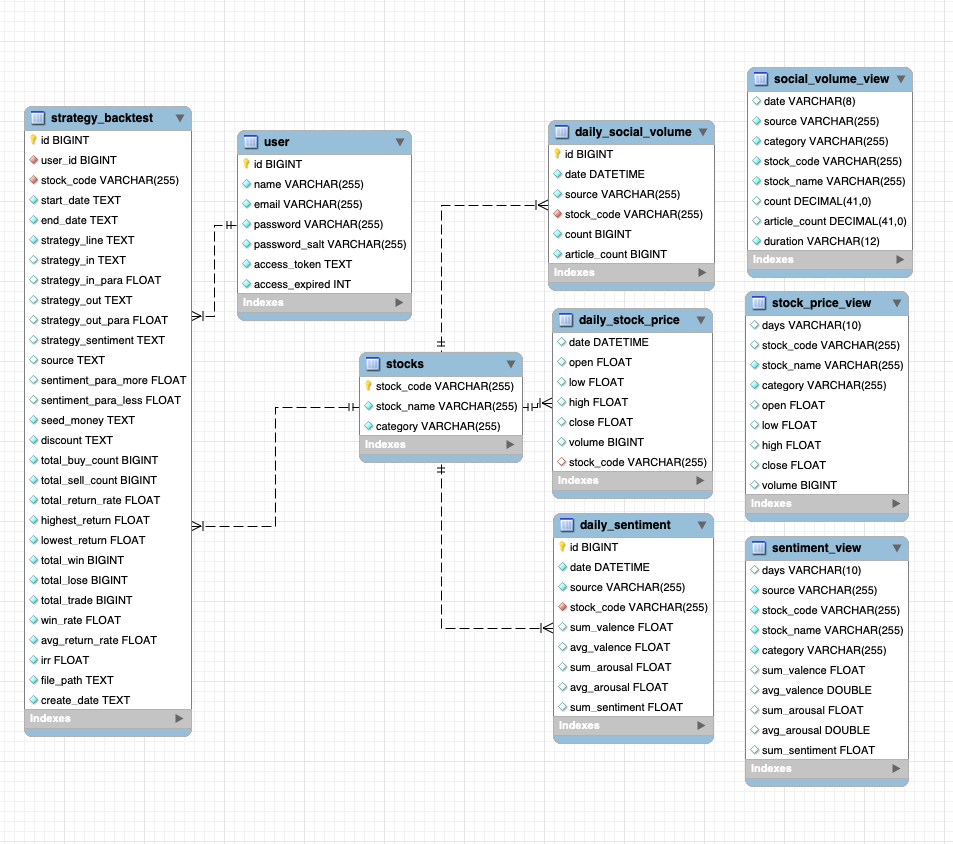 strategy_backtest
id BIGINT
user_id BIGINT
stock_code VARCHAR(255)
start_date TEXT
end_date TEXT
strategy_line TEXT
strategy_in TEXT
strategy_in_para FLOAT
strategy_out TEXT
strategy_out_para FLOAT
strategy_sentiment TEXT
source TEXT
sentiment_para_more FLOAT
sentiment_para_less FLOAT
seed_money TEXT
discount TEXT
total_buy_count BIGINT
total_sell_count BIGINT
total_return_rate FLOAT
highest_return FLOAT
lowest_return FLOAT
total_win BIGINT
total_lose BIGINT
total_trade BIGINT
win_rate FLOAT
avg_return_rate FLOAT
irr FLOAT
file_path TEXT
create_date TEXT
Indexes
user
id BIGINT
name VARCHAR(255)
email VARCHAR(255)
password VARCHAR(255)
password_salt VARCHAR(255)
access_token TEXT
access_expired INT
Indexes
stocks
stock_code VARCHAR(255)
stock_name VARCHAR(255)
category VARCHAR(255)
Indexes
daily_social_volume
id BIGINT
date DATETIME
source VARCHAR(255)
stock_code VARCHAR(255)
count BIGINT
article_count BIGINT
Indexes
daily_stock_price
date DATETIME
open FLOAT
low FLOAT
high FLOAT
close FLOAT
volume BIGINT
stock_code VARCHAR(255)
Indexes
daily_sentiment
id BIGINT
date DATETIME
source VARCHAR(255)
stock_code VARCHAR(255)
sum_valence FLOAT
avg_valence FLOAT
sum_arousal FLOAT
avg_arousal FLOAT
sum_sentiment FLOAT
Indexes
social_volume_view
date VARCHAR(8)
source VARCHAR(255)
category VARCHAR(255)
stock_code VARCHAR(255)
stock_name VARCHAR(255)
count DECIMAL(41,0)
article_count DECIMAL(41,0)
duration VARCHAR(12)
Indexes
stock_price_view
days VARCHAR(10)
stock_code VARCHAR(255)
stock_name VARCHAR(255)
category VARCHAR(255)
open FLOAT
low FLOAT
high FLOAT
close FLOAT
volume BIGINT
Indexes
sentiment_view
days VARCHAR(10)
source VARCHAR(255)
stock_code VARCHAR(255)
stock_name VARCHAR(255)
category VARCHAR(255)
sum_valence FLOAT
avg_valence DOUBLE
sum_arousal FLOAT
avg_arousal DOUBLE
sum_sentiment FLOAT
Indexes